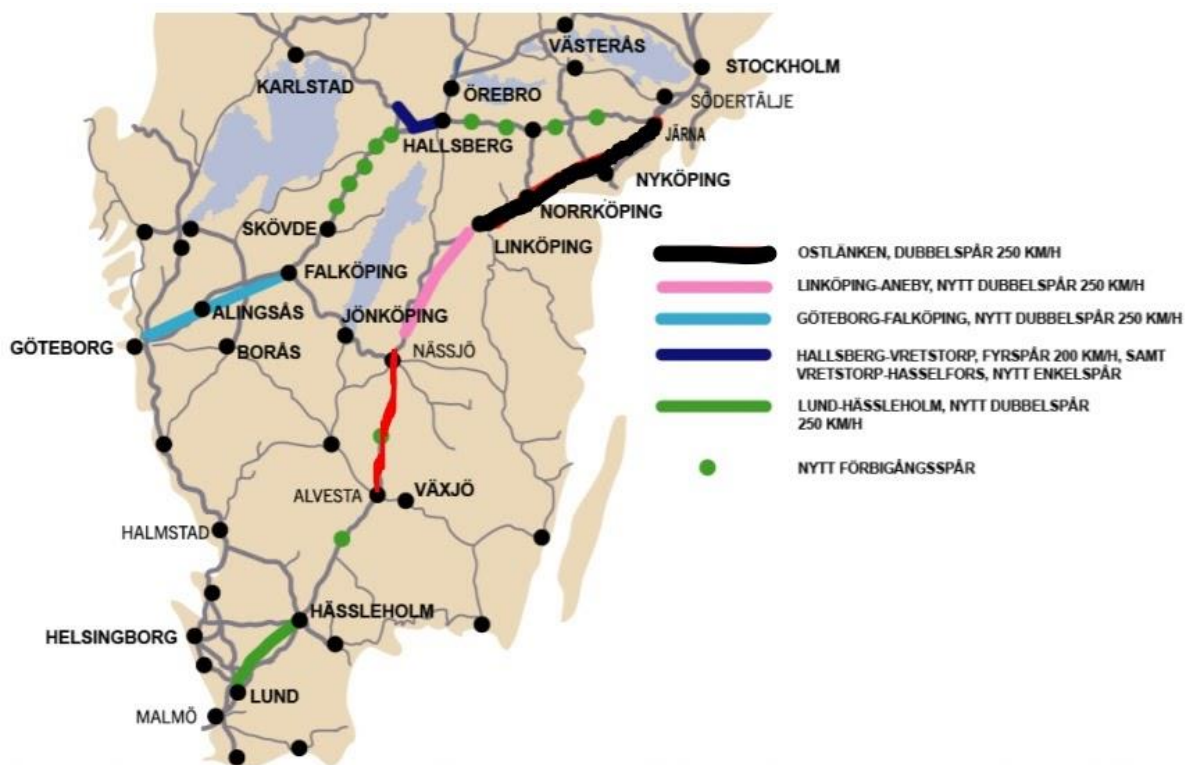 VÄSTERÅS
STOCKHOLM
KARLSTAD
ÖREBRO
SÖDERTÄLJE
JÄRNA
HALLSBERG
NYKÖPING
NORRKÖPING
SKÖVDE
LINKÖPING
FALKÖPING
ALINGSÅS
JÖNKÖPING
GÖTEBORG
BORÅS
NÄSSJÖ
ALVESTA
VÄXJÖ
HALMSTAD
HÄSSLEHOLM
HELSINGBORG
LUND
MALMÖ
OSTLÄNKEN, DUBBELSPÅR 250 KM/H
LINKÖPING-ANEBY, NYTT DUBBELSPÅR 250 KM/H
GÖTEBORG-FALKÖPING, NYTT DUBBELSPÅR 250 KM/H
HALLSBERG-VRETSTORP, FYRSPÅR 200 KM/H, SAMT
VRETSTORP-HASSELFORS, NYTT ENKELSPÅR
LUND-HÄSSLEHOLM, NYTT DUBBELSPÅR
250 KM/H
NYTT FÖRBIGÅNGSSPÅR